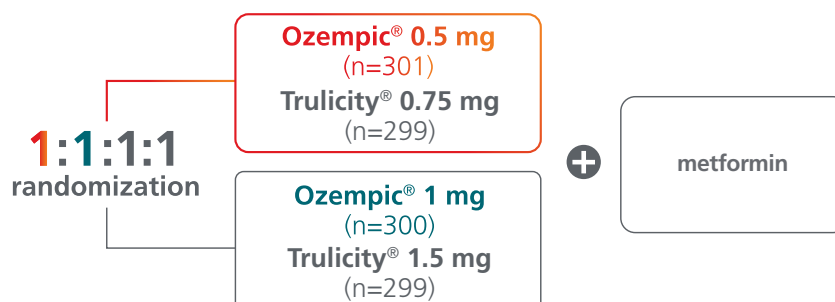 Ozempic® 0.5 mg
(n=301)
Trulicity® 0.75 mg
(n=299)
1:1:1:1
randomization
Ozempic® 1 mg
(n=300)
Trulicity® 1.5 mg
(n=299)
metformin